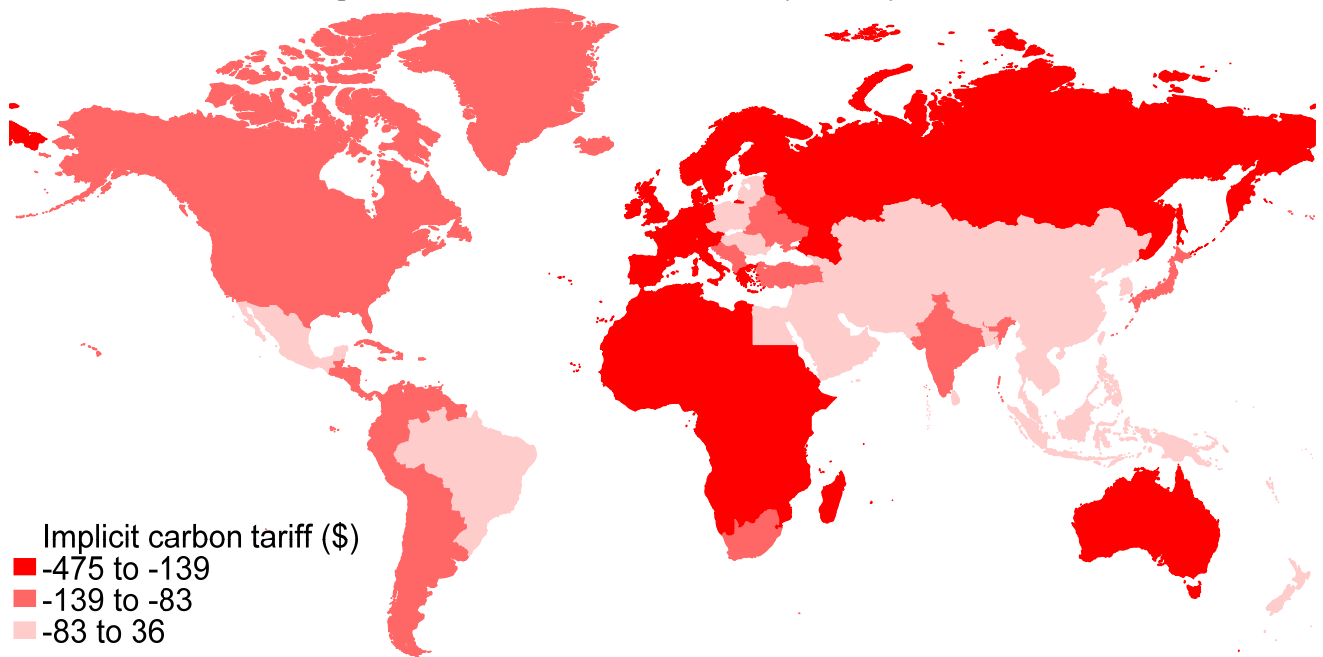 Implicit carbon tariff ($)
-475 to -139
-139 to -83
-83 to 36